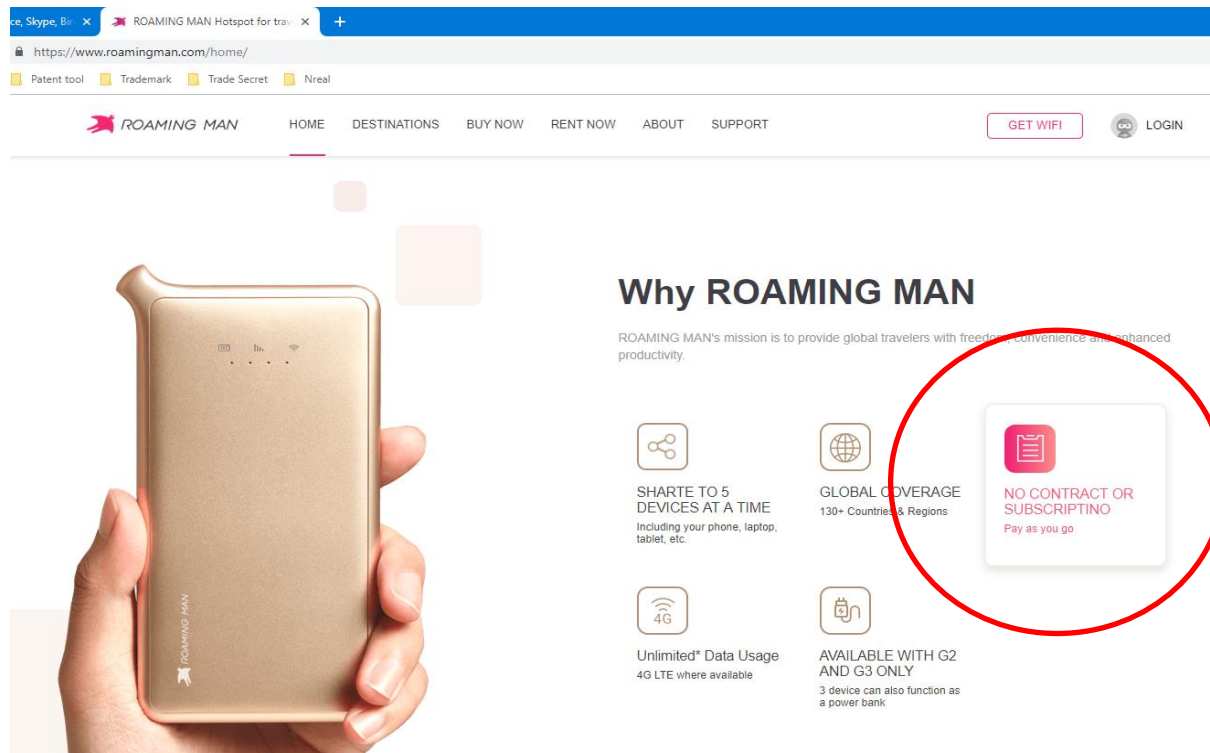 ce, Skype, Bin
ROAMING MAN Hotspot for trav
https://www.roamingman.com/home/
Patent tool
Trademark
Trade Secret
Nreal
ROAMING MAN
HOME
DESTINATIONS
BUY NOW
RENT NOW
ABOUT
SUPPORT
GET WIFI
LOGIN
Why ROAMING MAN
ROAMING MAN's mission is to provide global travelers with freedom, convenience and enhanced
productivity.
SHARTE TO 5
DEVICES AT A TIME
Including your phone, laptop,
tablet, etc.
GLOBAL COVERAGE
130+ Countries & Regions
NO CONTRACT OR
SUBSCRIPTINO
Pay as you go
4G
Unlimited* Data Usage
4G LTE where available
AVAILABLE WITH G2
AND G3 ONLY
3 device can also function as
a power bank
ROAMING MAN